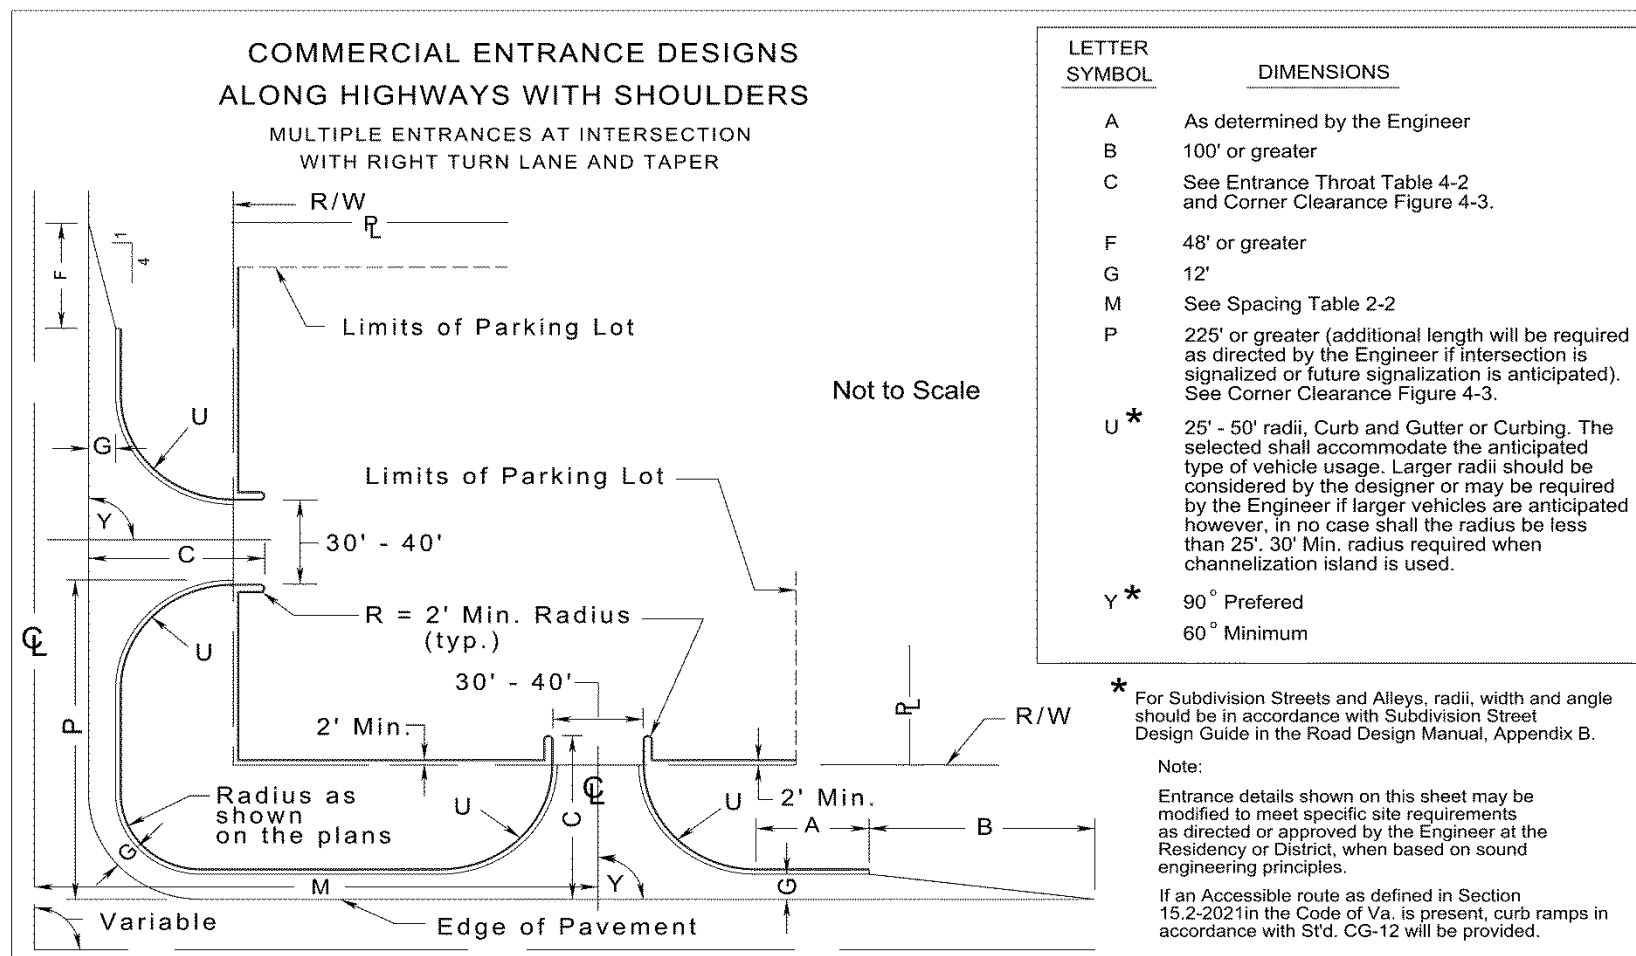 COMMERCIAL ENTRANCE DESIGNS
ALONG HIGHWAYS WITH SHOULDERS
MULTIPLE ENTRANCES AT INTERSECTION
WITH RIGHT TURN LANE AND TAPER
R/W
PL
1
4
F
Limits of Parking Lot
Not to Scale
U
G
Limits of Parking Lot
Y
30' - 40'
C
R = 2' Min. Radius
(typ.)
U
CL
30' - 40'
P
2' Min.
PL
R/W
CL
Radius as
shown
on the plans
U
C
U
2' Min.
A
B
G
M
Y
G
Variable
Edge of Pavement
LETTER
SYMBOL
DIMENSIONS
A As determined by the Engineer
B 100' or greater
C See Entrance Throat Table 4-2
and Corner Clearance Figure 4-3.
F 48' or greater
G 12'
M See Spacing Table 2-2
P 225' or greater (additional length will be required
as directed by the Engineer if intersection is
signalized or future signalization is anticipated).
See Corner Clearance Figure 4-3.
U * 25' - 50' radii, Curb and Gutter or Curbing. The
selected shall accommodate the anticipated
type of vehicle usage. Larger radii should be
considered by the designer or may be required
by the Engineer if larger vehicles are anticipated
however, in no case shall the radius be less
than 25'. 30' Min. radius required when
channelization island is used.
Y * 90° Prefered
60° Minimum
* For Subdivision Streets and Alleys, radii, width and angle
should be in accordance with Subdivision Street
Design Guide in the Road Design Manual, Appendix B.
Note:
Entrance details shown on this sheet may be
modified to meet specific site requirements
as directed or approved by the Engineer at the
Residency or District, when based on sound
engineering principles.
If an Accessible route as defined in Section
15.2-2021in the Code of Va. is present, curb ramps in
accordance with St'd. CG-12 will be provided.